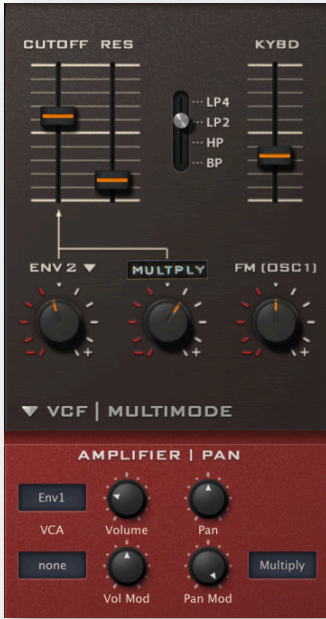 CUTOFF RES KYBD
LP4
LP2
HP
BP
ENV 2 MULTPLY FM (OSC1)
- + - + - +
VCF | MULTIMODE
AMPLIFIER | PAN
Env1
VCA Volume Pan
none Multiply
Vol Mod Pan Mod